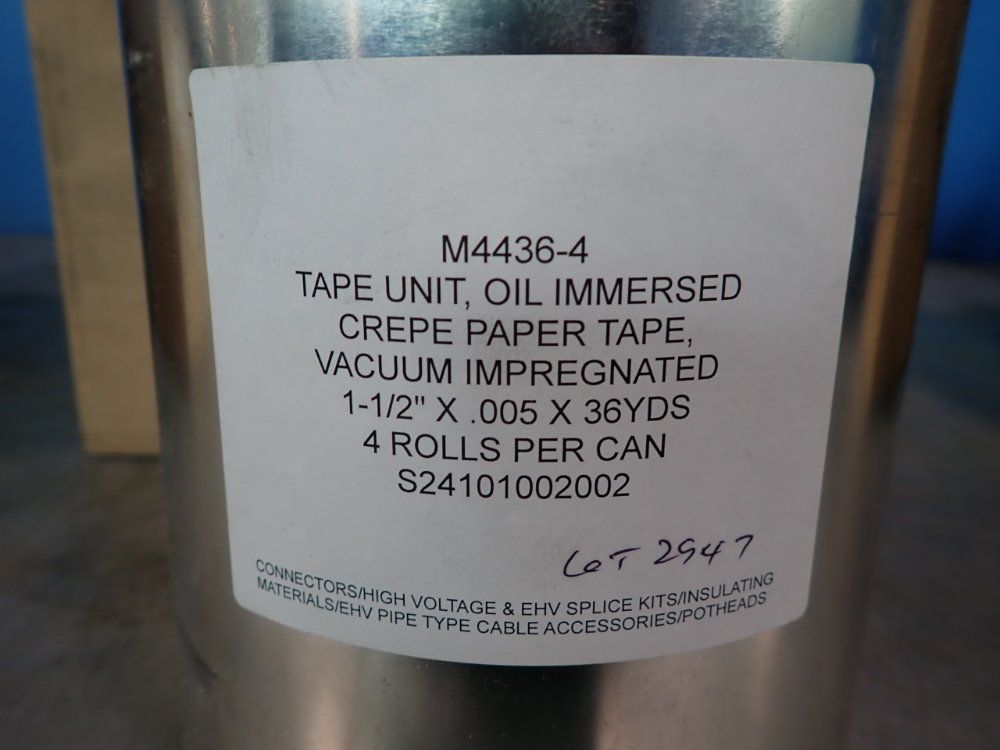 M4436-4
TAPE UNIT, OIL IMMERSED
CREPE PAPER TAPE,
VACUUM IMPREGNATED
1-1/2" X .005 X 36YDS
4 ROLLS PER CAN
S24101002002
LOT 2947
CONNECTORS/HIGH VOLTAGE & EHV SPLICE KITS/INSULATING
MATERIALS/EHV PIPE TYPE CABLE ACCESSORIES/POTHEADS